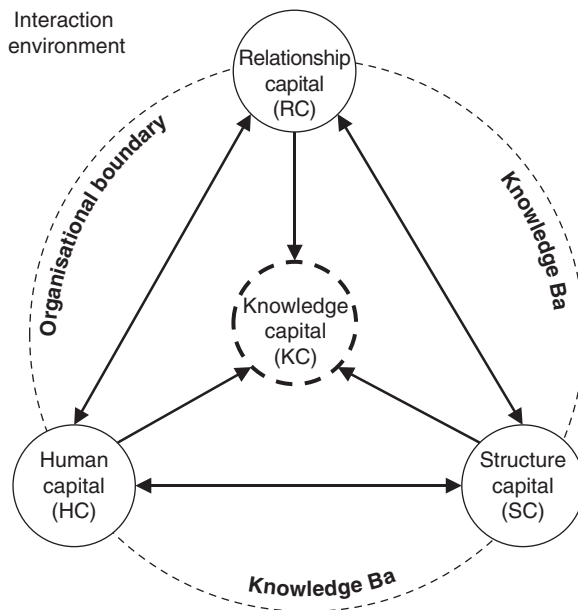 Interaction
environment
Relationship
capital
(RC)
Organisational boundary
Knowledge Ba
Knowledge
capital
(KC)
Human
capital
(HC)
Structure
capital
(SC)
Knowledge Ba